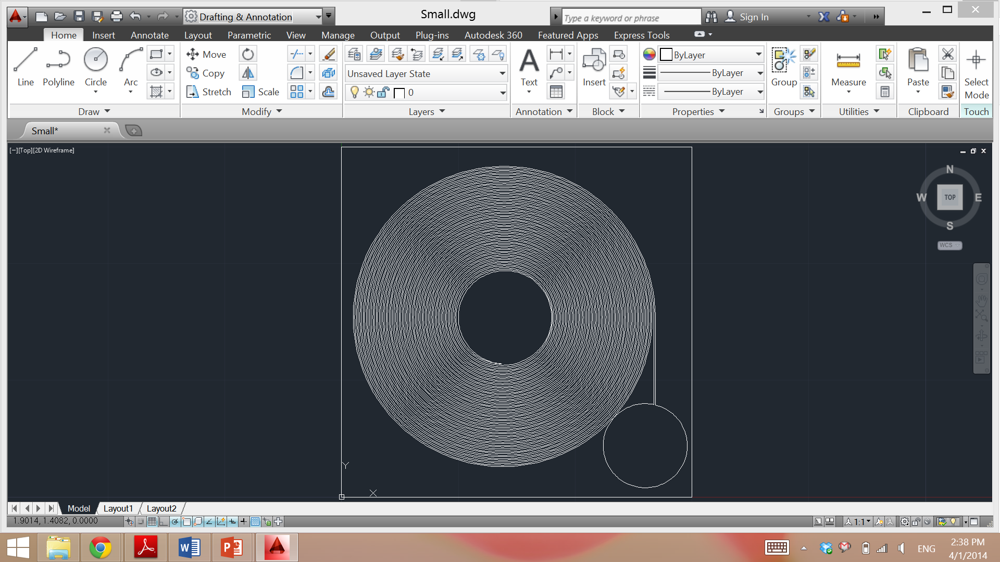 Drafting & Annotation
Small.dwg
Type a keyword or phrase
Sign In
Home Insert Annotate Layout Parametric View Manage Output Plug-ins Autodesk 360 Featured Apps Express Tools
Line Polyline Circle Arc
Move
Copy
Stretch Scale
Unsaved Layer State
0
Text
Insert
ByLayer
ByLayer
ByLayer
Group
Measure
Paste
Select
Mode
Draw Modify Layers Annotation Block Properties Groups Utilities Clipboard Touch
Small*
[−][Top][2D Wireframe]
N
W TOP E
S
WCS
Y
X
Model Layout1 Layout2
1.9014, 1.4082, 0.0000
1:1
ENG
2:38 PM
4/1/2014